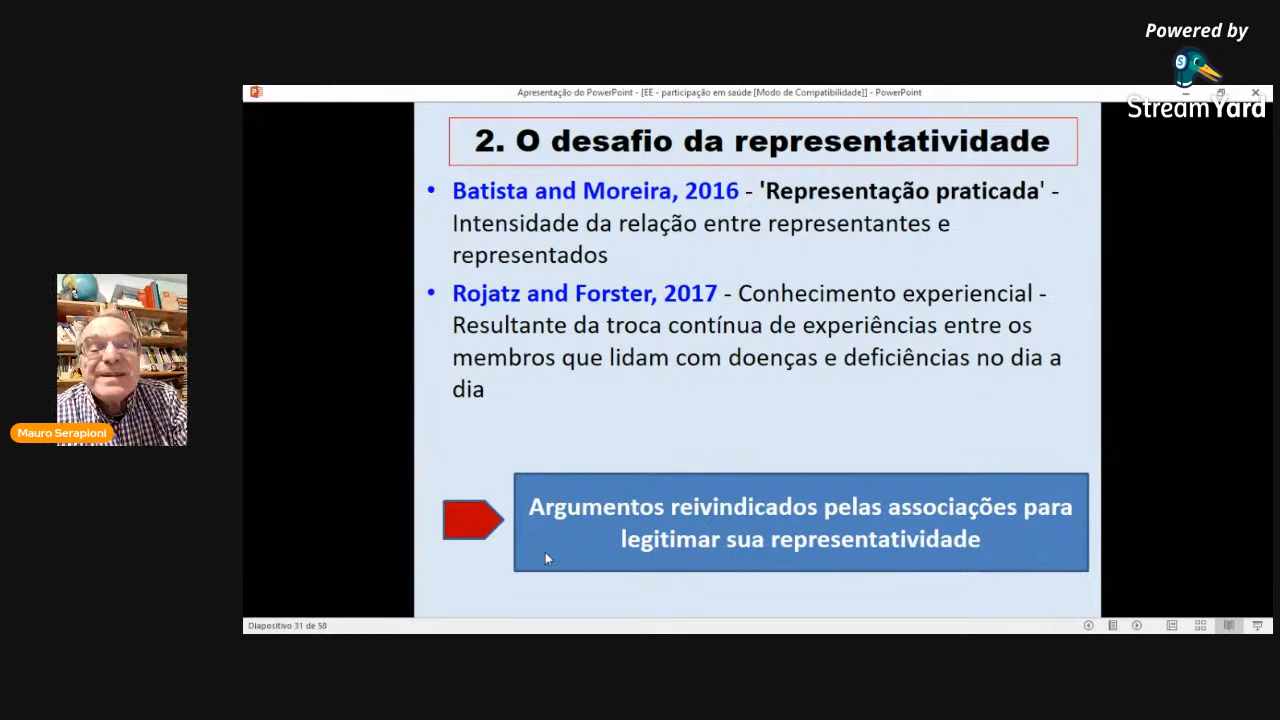 Powered by
StreamYard
Apresentação do PowerPoint - [EE - participação em saúde [Modo de Compatibilidade]] - PowerPoint
2. O desafio da representatividade
• Batista and Moreira, 2016 - 'Representação praticada' -
Intensidade da relação entre representantes e
representados
• Rojatz and Forster, 2017 - Conhecimento experiencial -
Resultante da troca contínua de experiências entre os
membros que lidam com doenças e deficiências no dia a
dia
Mauro Serapioni
Argumentos reivindicados pelas associações para
legitimar sua representatividade
Diapositivo 31 de 58